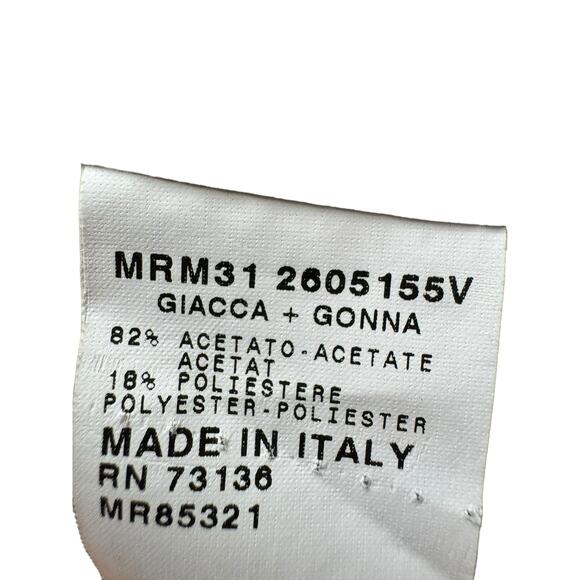 MRM31 2605155V
GIACCA + GONNA
82% ACETATO-ACETATE
ACETAT
18% POLIESTERE
POLYESTER-POLIESTER
MADE IN ITALY
RN 73136
MR85321